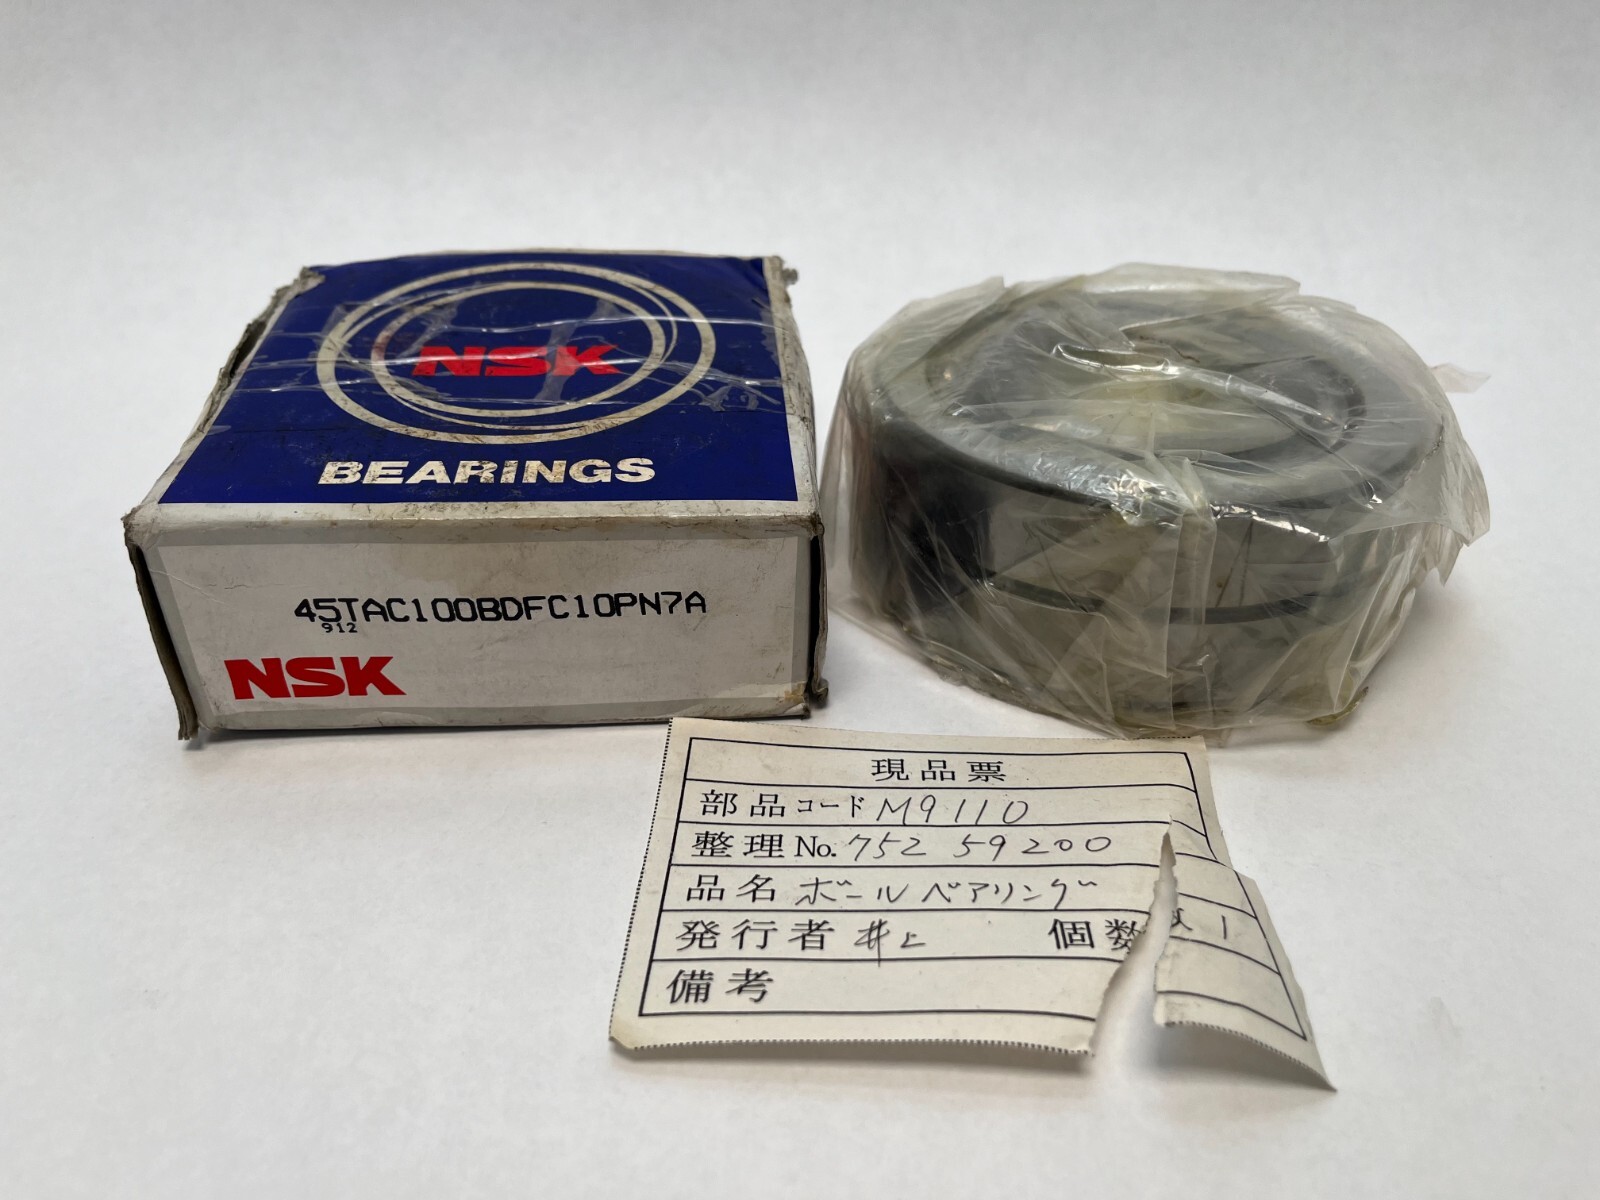 NSK
BEARINGS
45TAC100BDFC10PN7A
912
NSK
現品票
部品コード M9110
整理No. 752 59200
品名 ボールベアリング
発行者 井上 個数 1
備考